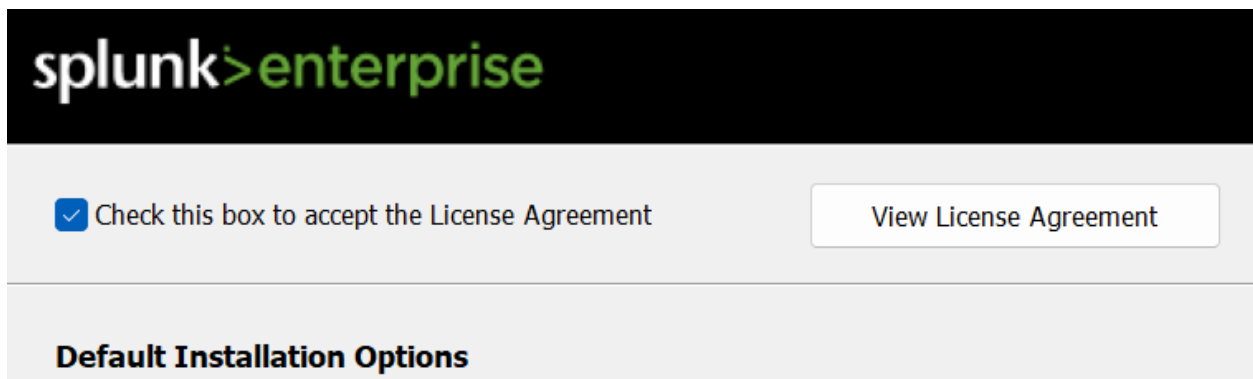 splunk>enterprise
Check this box to accept the License Agreement
View License Agreement
Default Installation Options